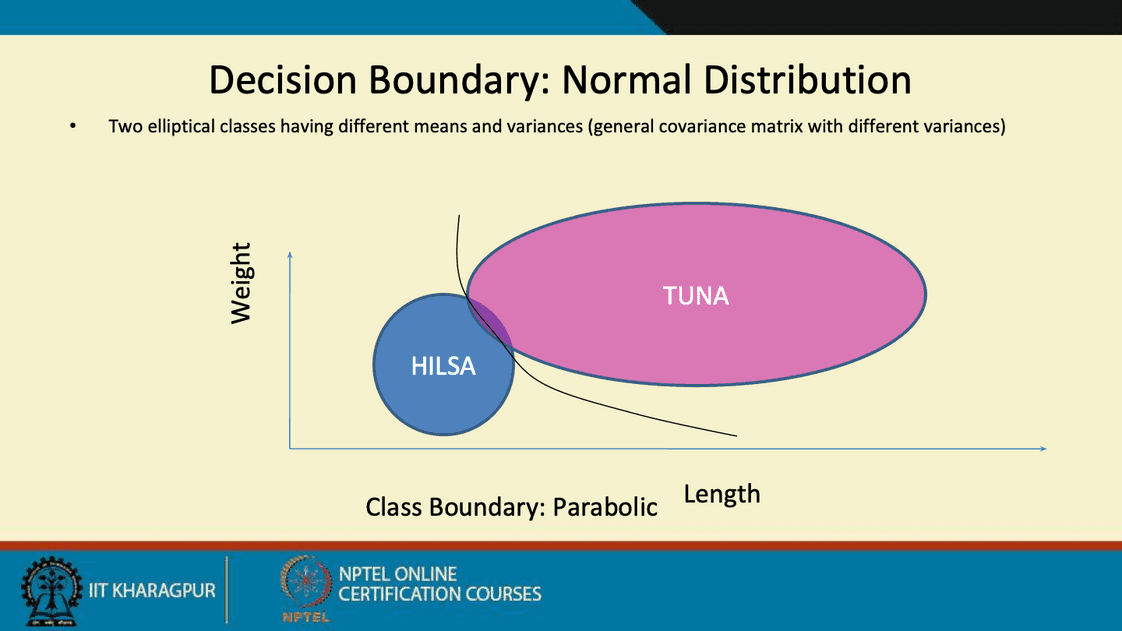 Decision Boundary: Normal Distribution
• Two elliptical classes having different means and variances (general covariance matrix with different variances)
Weight
TUNA
HILSA
Length
Class Boundary: Parabolic
IIT KHARAGPUR
NPTEL
NPTEL ONLINE
CERTIFICATION COURSES